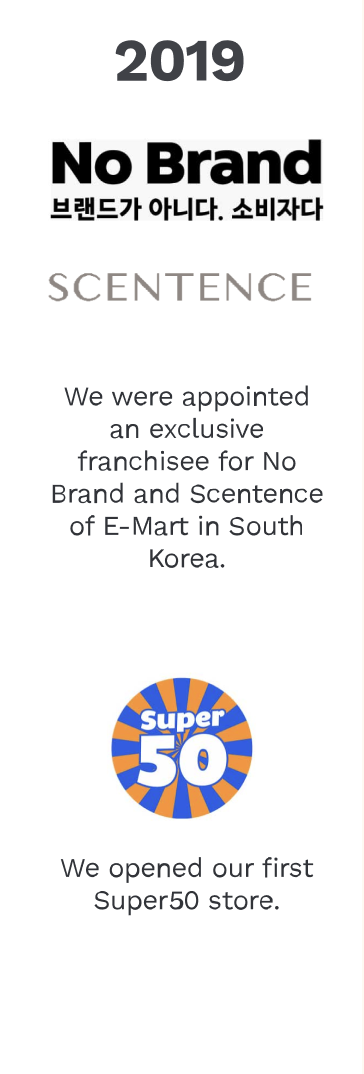 2019
No Brand
브랜드가 아니다. 소비자다
SCENTENCE
We were appointed
an exclusive
franchisee for No
Brand and Scentence
of E-Mart in South
Korea.
Super
50
We opened our first
Super50 store.